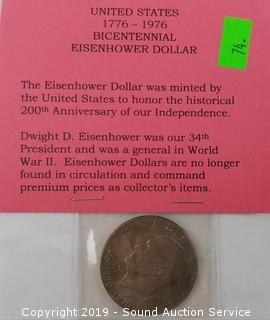 UNITED STATES
1776 – 1976
BICENTENNIAL
EISENHOWER DOLLAR
74.
The Eisenhower Dollar was minted by
the United States to honor the historical
200th Anniversary of our Independence.
Dwight D. Eisenhower was our 34th
President and was a general in World
War II. Eisenhower Dollars are no longer
found in circulation and command
premium prices as collector's items.
Copyright 2019 - Sound Auction Service